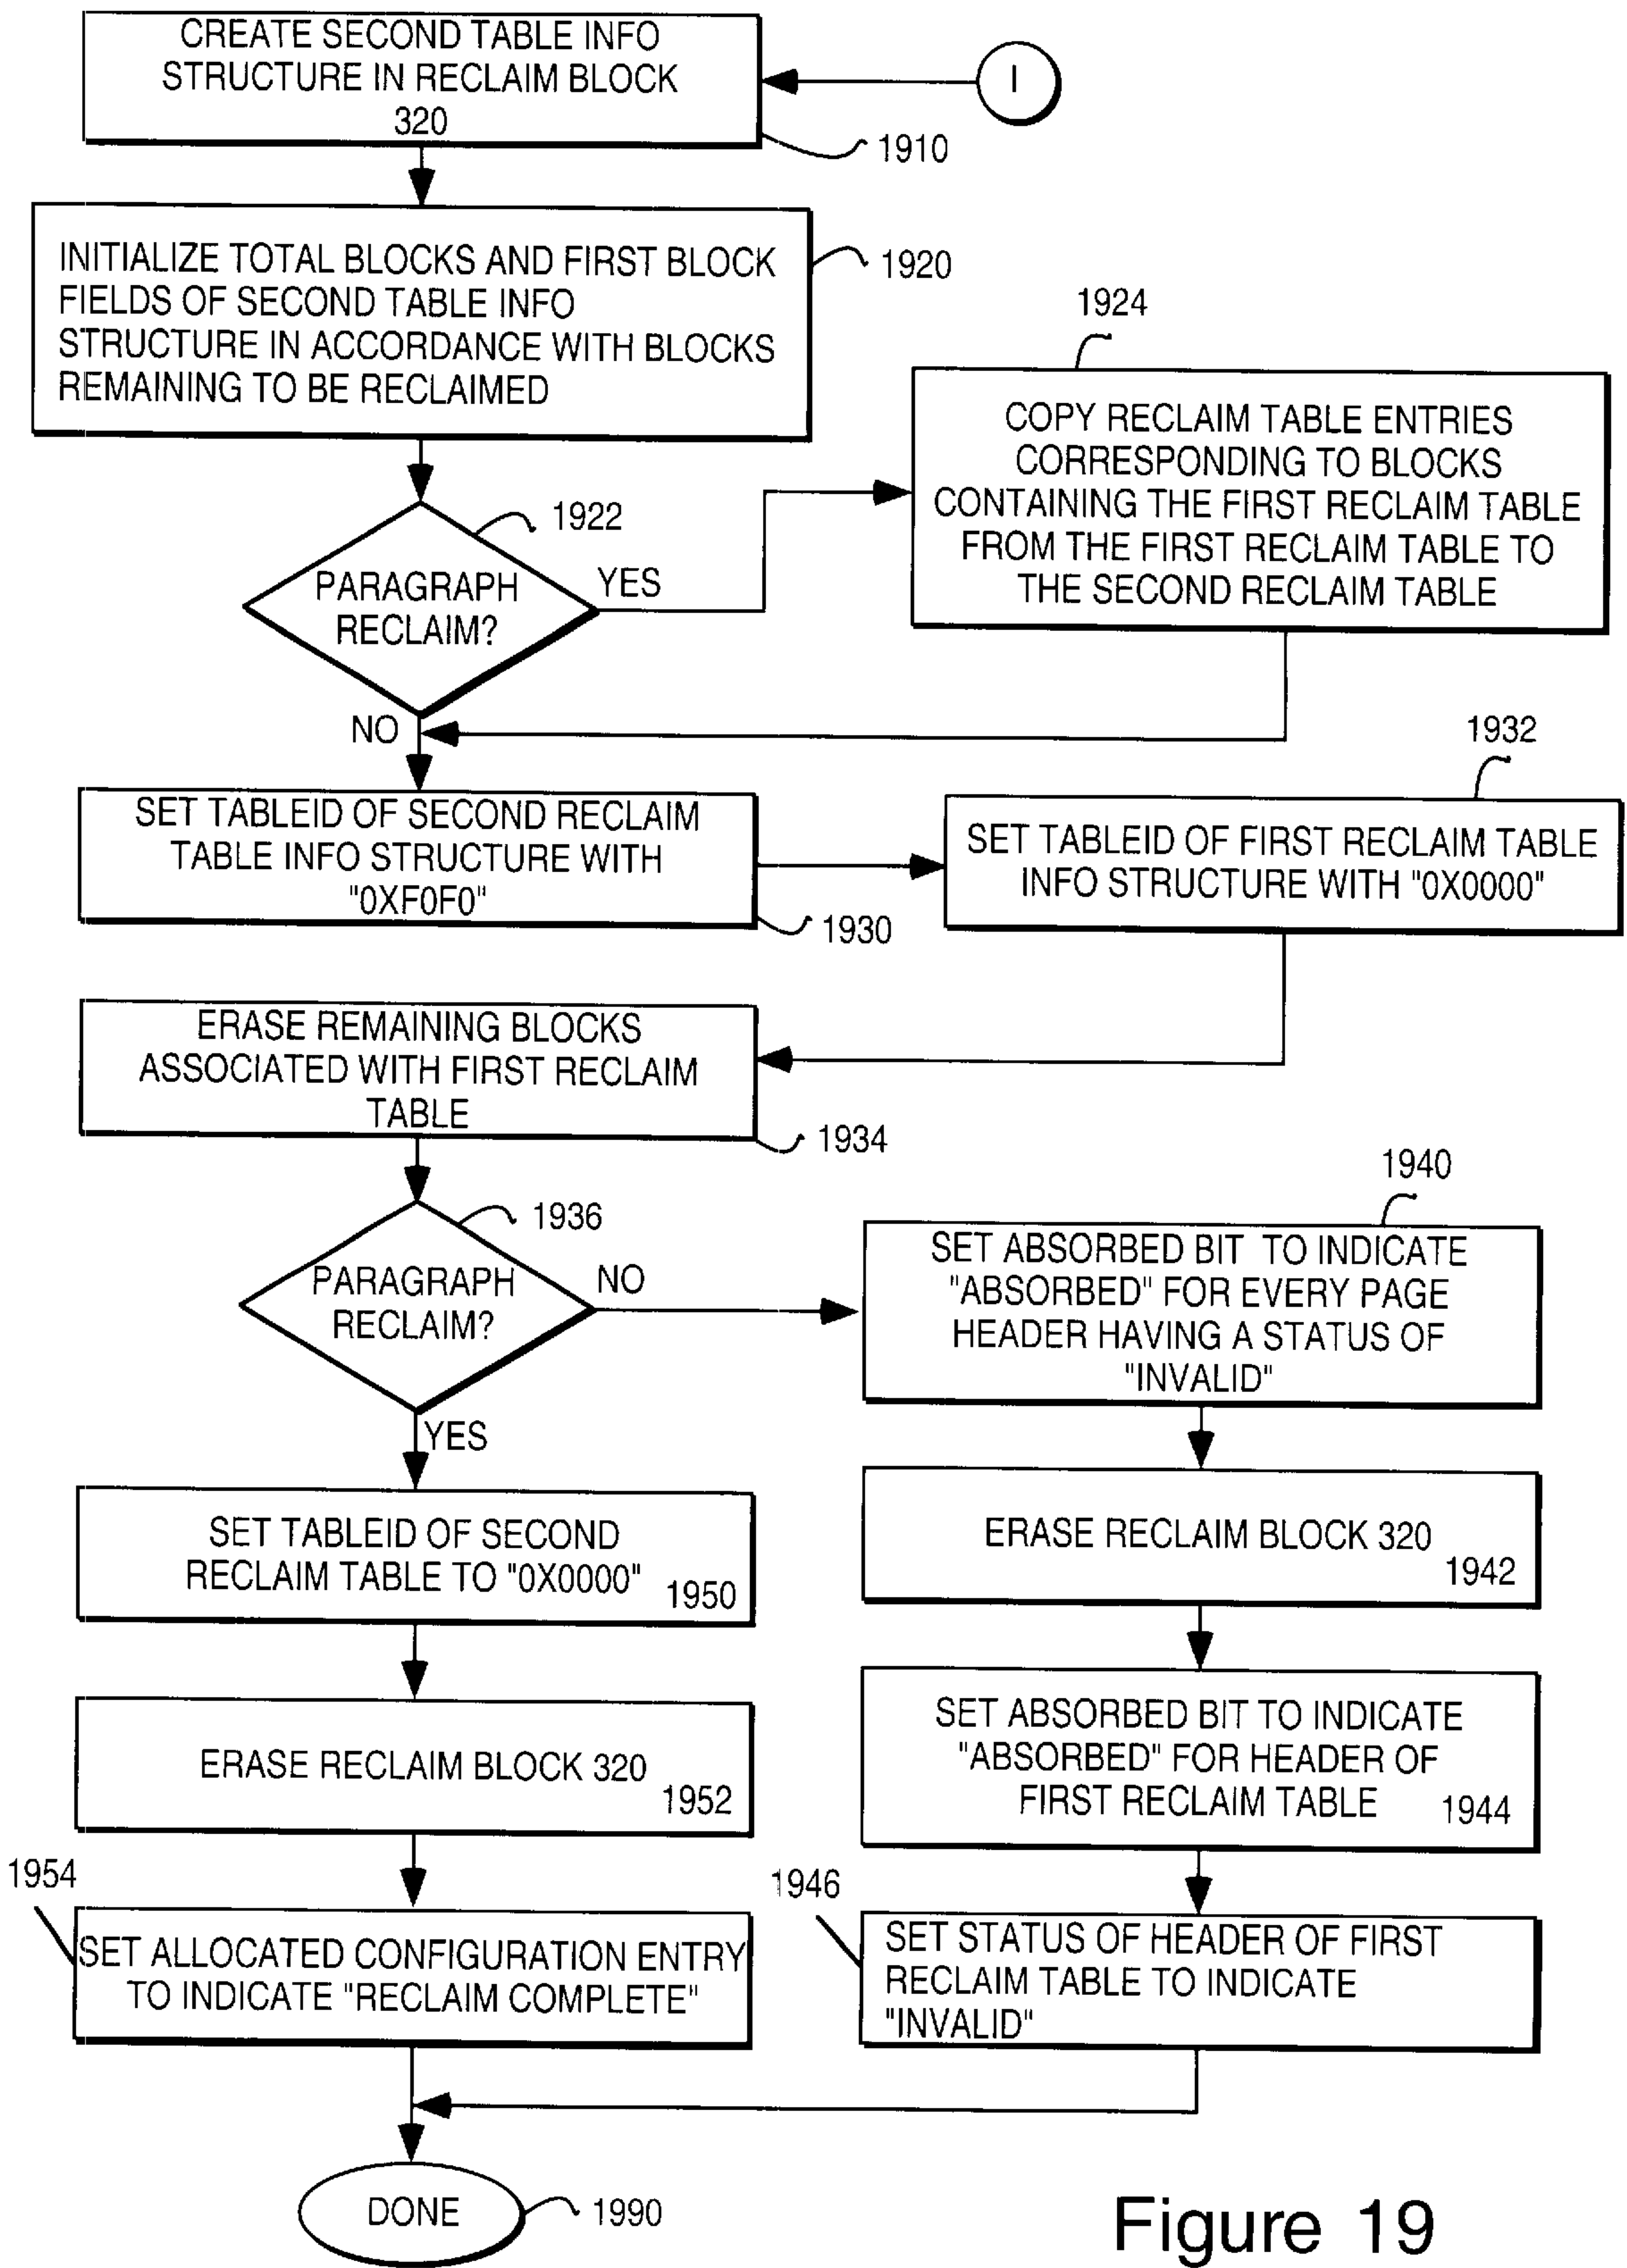 CREATE SECOND TABLE INFO
STRUCTURE IN RECLAIM BLOCK
320
I
1910
INITIALIZE TOTAL BLOCKS AND FIRST BLOCK
FIELDS OF SECOND TABLE INFO
STRUCTURE IN ACCORDANCE WITH BLOCKS
REMAINING TO BE RECLAIMED
1920
1924
COPY RECLAIM TABLE ENTRIES
CORRESPONDING TO BLOCKS
CONTAINING THE FIRST RECLAIM TABLE
FROM THE FIRST RECLAIM TABLE TO
THE SECOND RECLAIM TABLE
1922
PARAGRAPH
RECLAIM?
YES
NO
SET TABLEID OF SECOND RECLAIM
TABLE INFO STRUCTURE WITH
"0XF0F0"
1930
1932
SET TABLEID OF FIRST RECLAIM TABLE
INFO STRUCTURE WITH "0X0000"
ERASE REMAINING BLOCKS
ASSOCIATED WITH FIRST RECLAIM
TABLE
1934
1936
PARAGRAPH
RECLAIM?
NO
YES
1940
SET ABSORBED BIT TO INDICATE
"ABSORBED" FOR EVERY PAGE
HEADER HAVING A STATUS OF
"INVALID"
SET TABLEID OF SECOND
RECLAIM TABLE TO "0X0000"
1950
ERASE RECLAIM BLOCK 320
1942
ERASE RECLAIM BLOCK 320
1952
SET ABSORBED BIT TO INDICATE
"ABSORBED" FOR HEADER OF
FIRST RECLAIM TABLE
1944
1954
SET ALLOCATED CONFIGURATION ENTRY
TO INDICATE "RECLAIM COMPLETE"
1946
SET STATUS OF HEADER OF FIRST
RECLAIM TABLE TO INDICATE
"INVALID"
DONE
1990
Figure 19